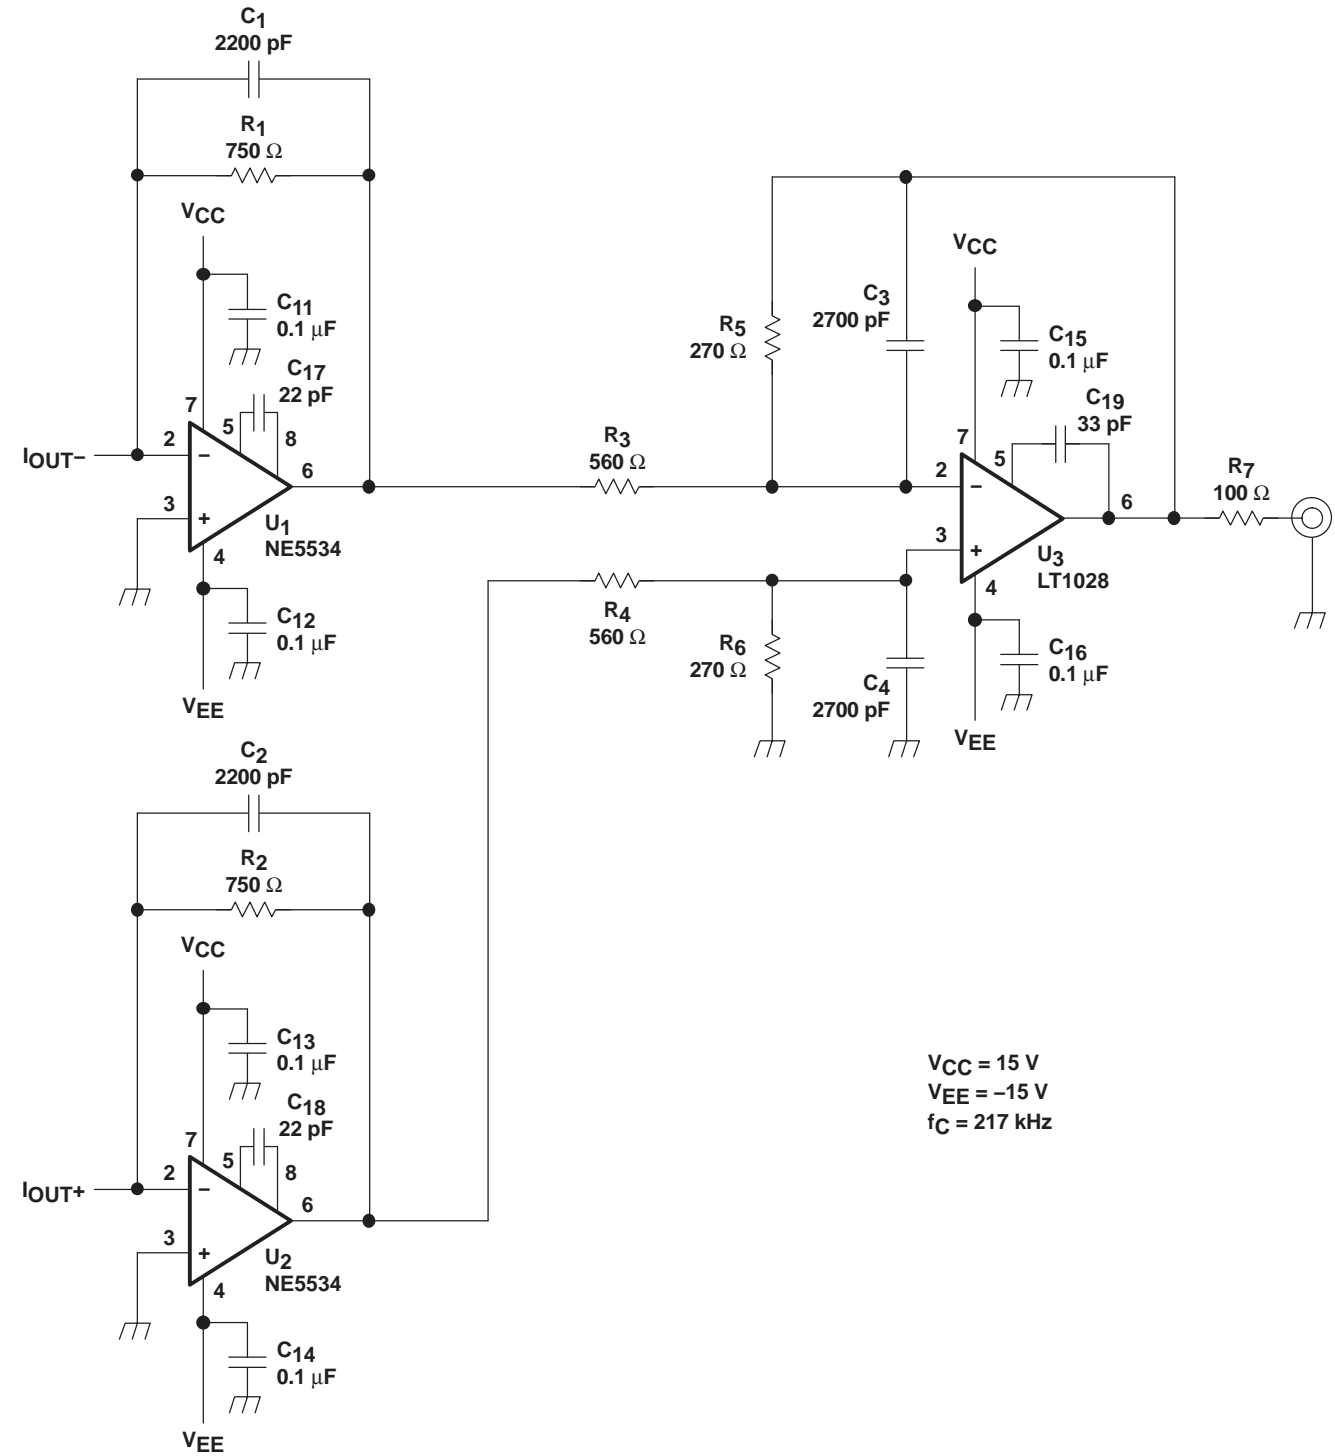 C1
2200 pF
R1
750 Ω
VCC
C11
0.1 μF
C17
22 pF
7
5
8
2
–
IOUT–
6
3
+
U1
NE5534
4
C12
0.1 μF
VEE
R3
560 Ω
R5
270 Ω
C3
2700 pF
VCC
C15
0.1 μF
C19
33 pF
7
5
2
–
6
R7
100 Ω
3
+
U3
LT1028
4
R4
560 Ω
R6
270 Ω
C4
2700 pF
C16
0.1 μF
VEE
C2
2200 pF
R2
750 Ω
VCC
C13
0.1 μF
C18
22 pF
7
5
8
2
–
IOUT+
6
3
+
U2
NE5534
4
C14
0.1 μF
VEE
VCC = 15 V
VEE = –15 V
fC = 217 kHz